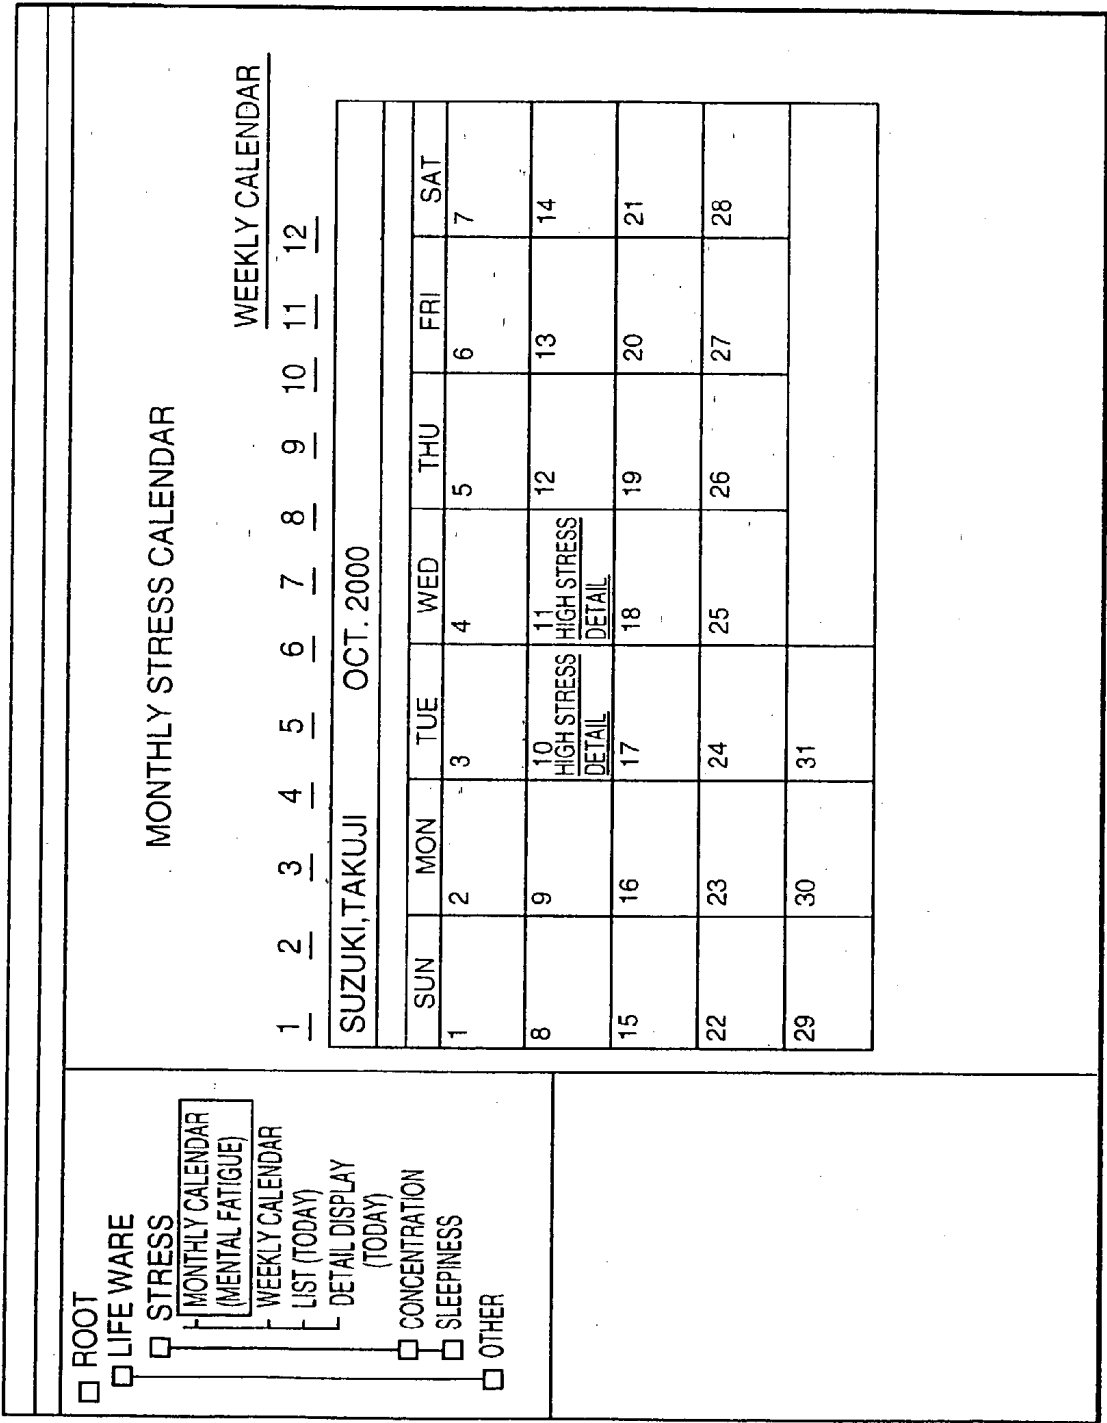 □ ROOT
□ LIFE WARE
□ STRESS
MONTHLY CALENDAR
(MENTAL FATIGUE)
WEEKLY CALENDAR
LIST (TODAY)
DETAIL DISPLAY
(TODAY)
□ CONCENTRATION
□ SLEEPINESS
□ OTHER
MONTHLY STRESS CALENDAR
WEEKLY CALENDAR
1 2 3 4 5 6 7 8 9 10 11 12
SUZUKI,TAKUJI OCT. 2000
SUN MON TUE WED THU FRI SAT
1 2 3 4 5 6 7
8 9 10 11 12 13 14
HIGH STRESS HIGH STRESS
DETAIL DETAIL
15 16 17 18 19 20 21
22 23 24 25 26 27 28
29 30 31